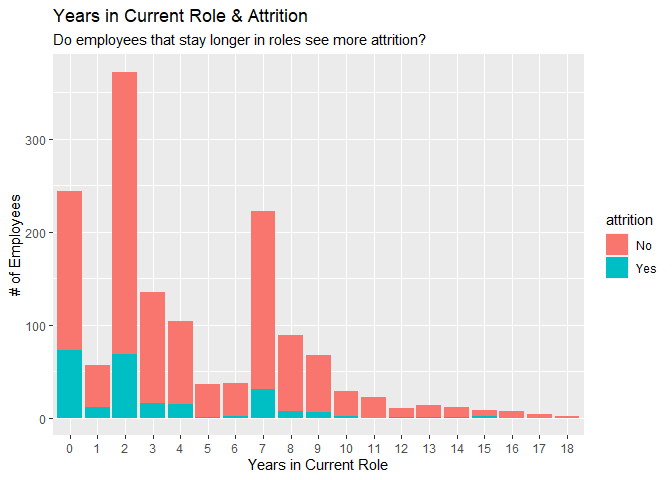 Years in Current Role & Attrition
Do employees that stay longer in roles see more attrition?
# of Employees
300
200
100
0
0 1 2 3 4 5 6 7 8 9 10 11 12 13 14 15 16 17 18
Years in Current Role
attrition
No
Yes